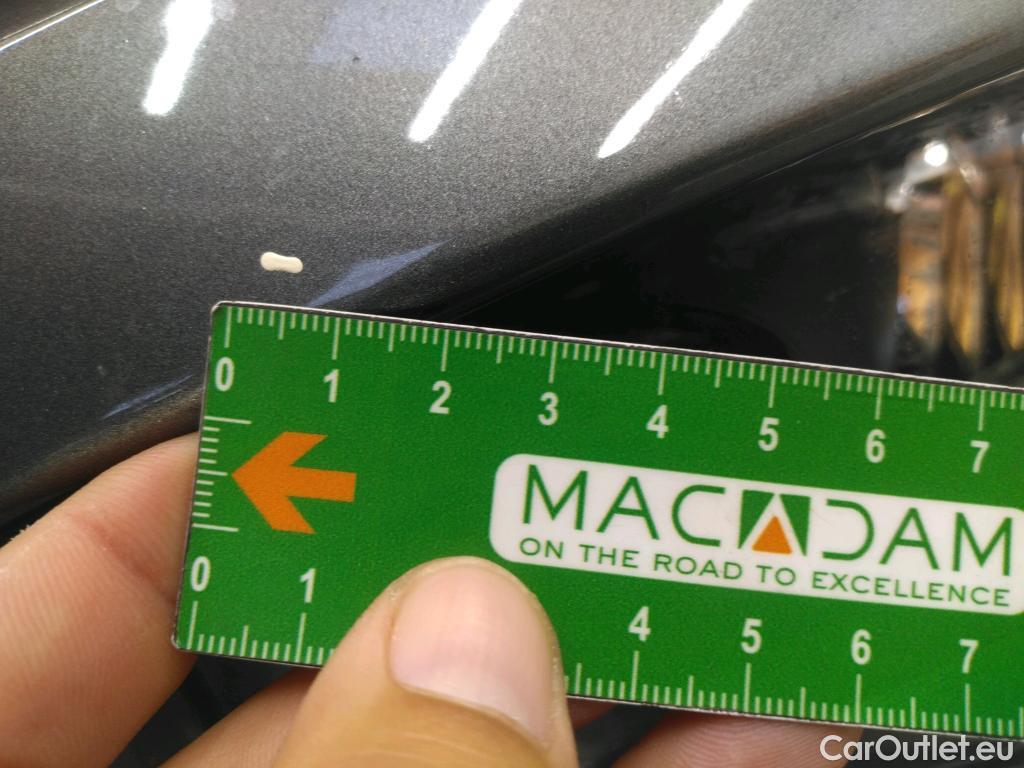 0 1 2 3 4 5 6 7
MACADAM
ON THE ROAD TO EXCELLENCE
0 1 4 5 6 7
CarOutlet.eu